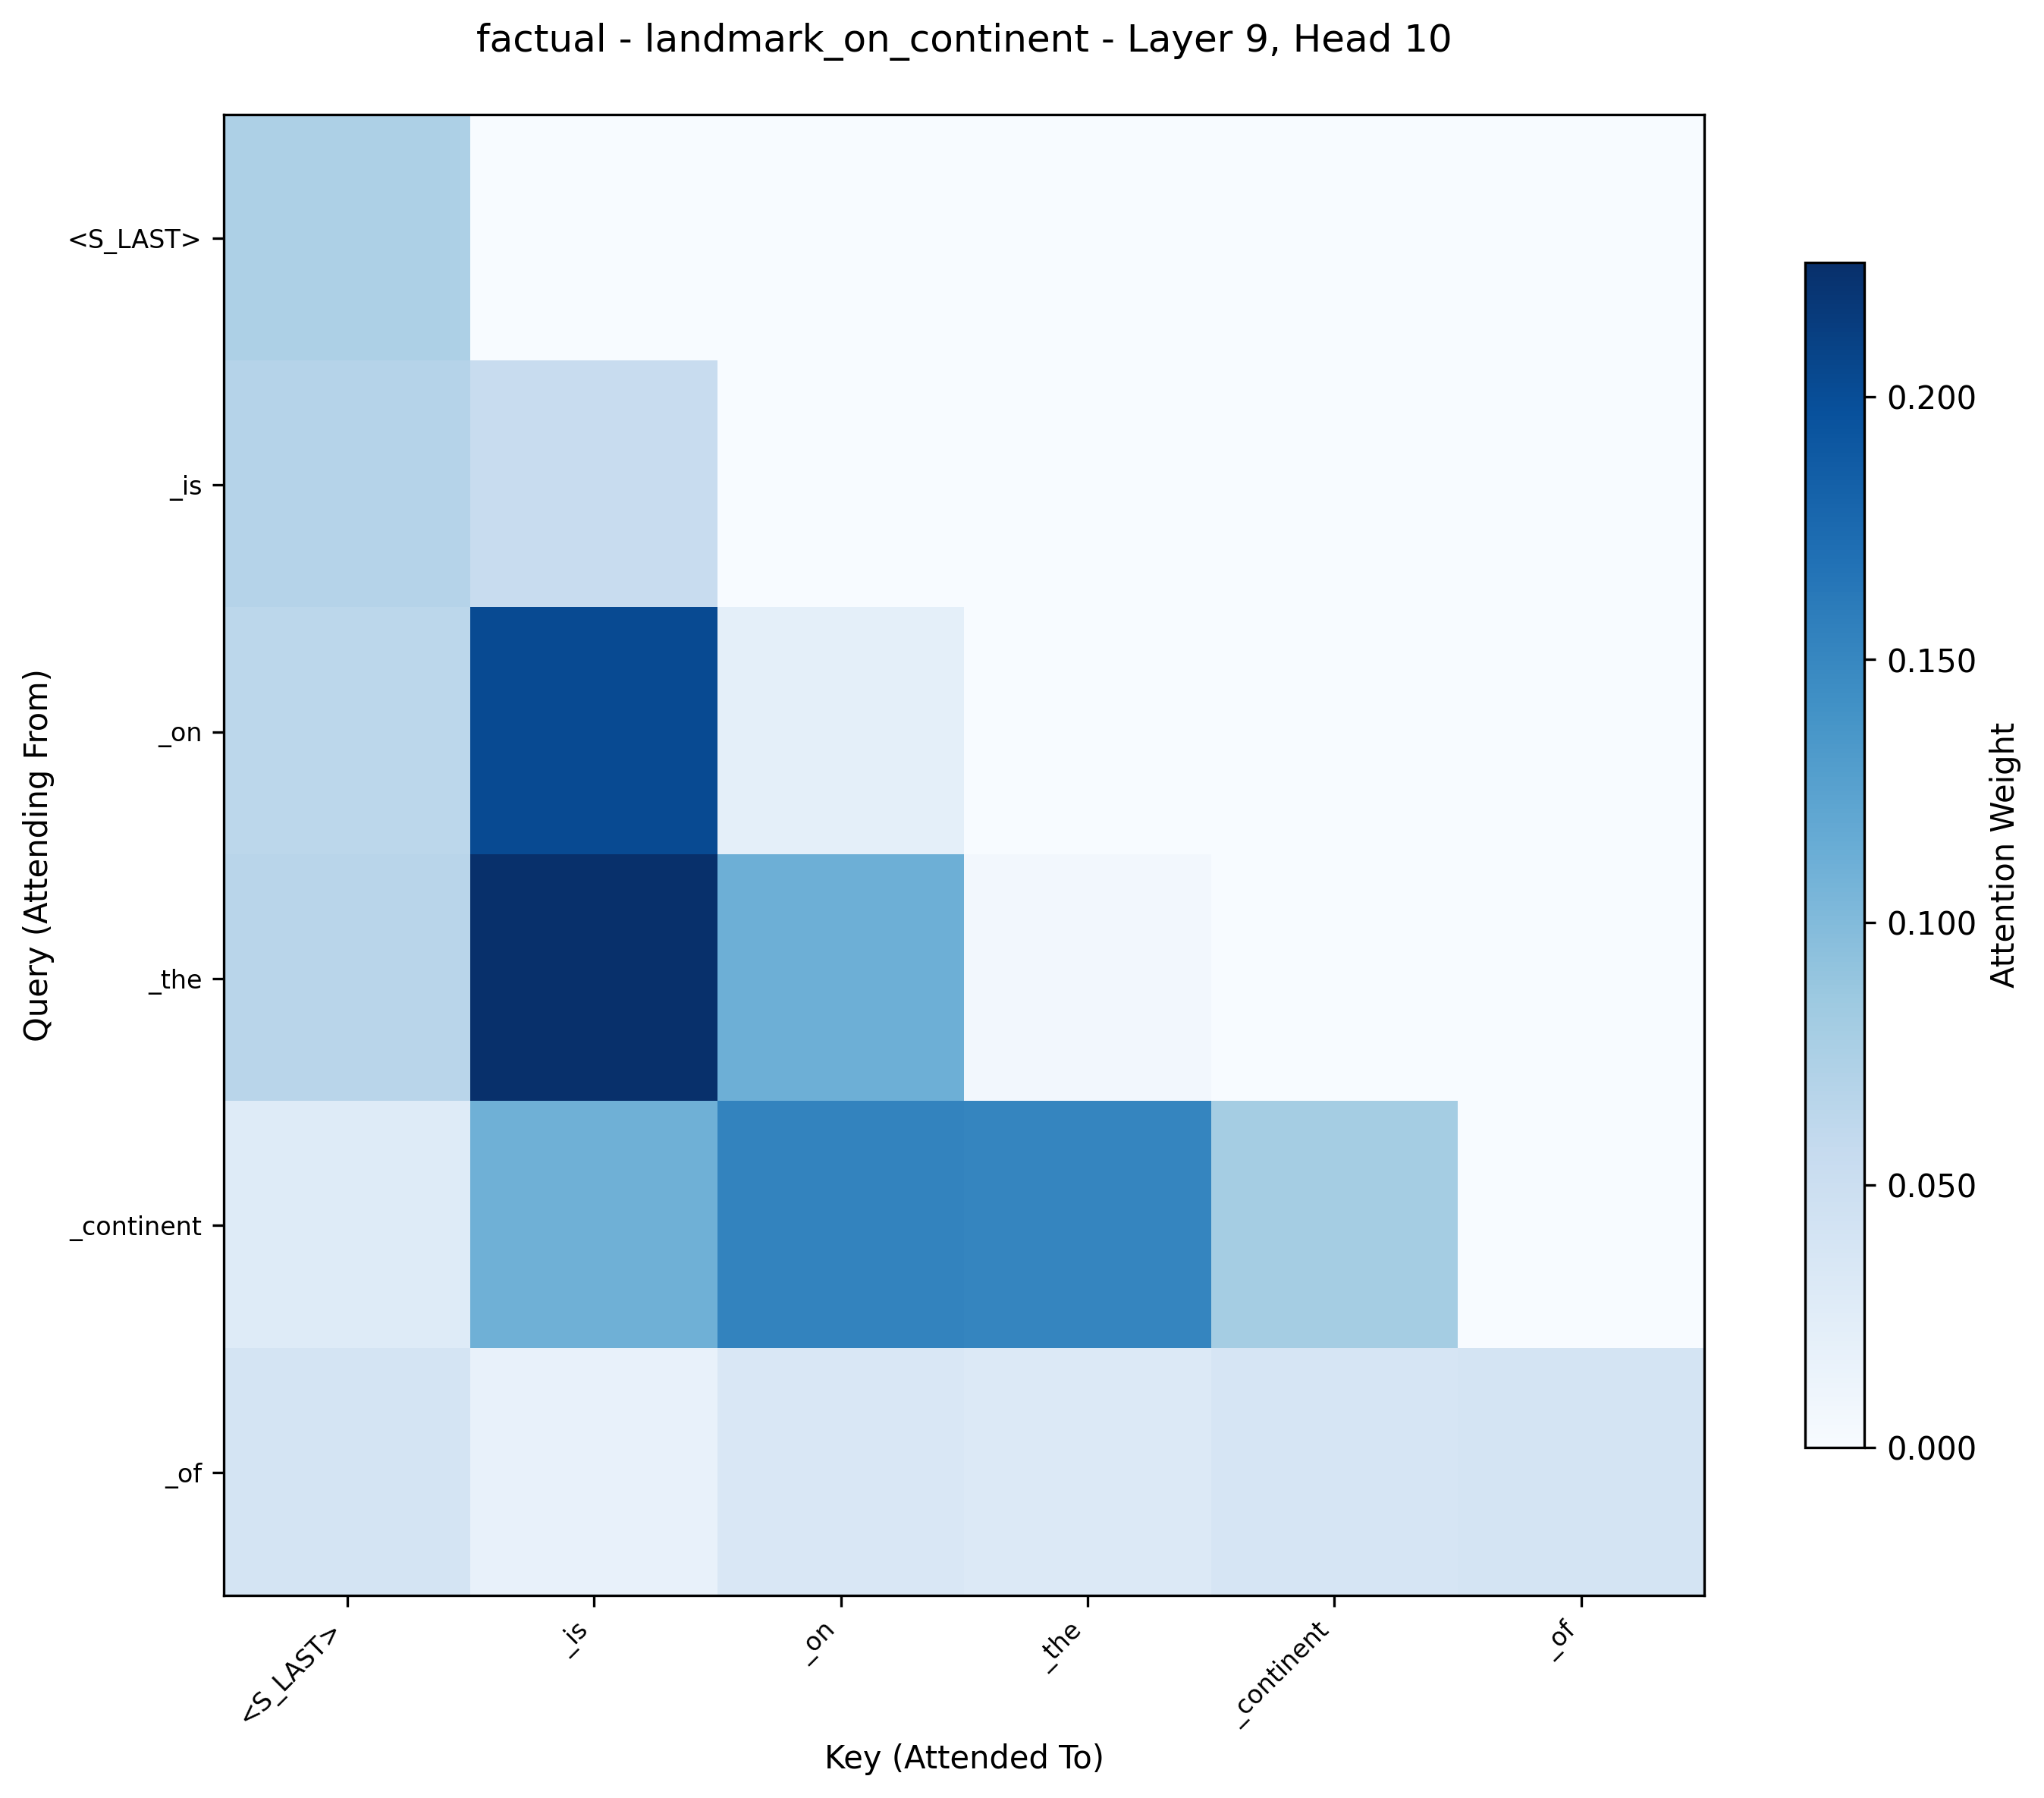 factual - landmark_on_continent - Layer 9, Head 10
Query (Attending From)
<S_LAST>
_is
_on
_the
_continent
_of
<S_LAST>
_is
_on
_the
_continent
_of
Key (Attended To)
0.200
0.150
0.100
0.050
0.000
Attention Weight